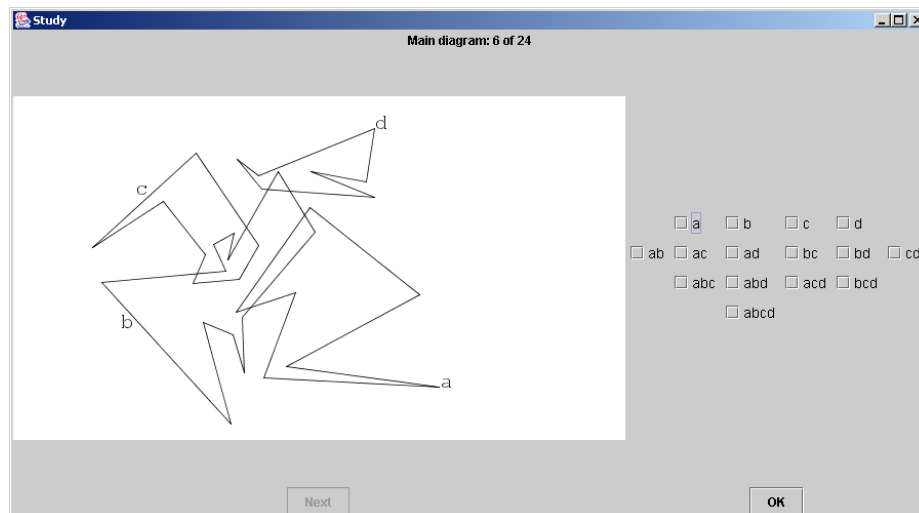 Study
Main diagram: 6 of 24
d
c
b
a
a b c d
ab ac ad bc bd cd
abc abd acd bcd
abcd
Next OK